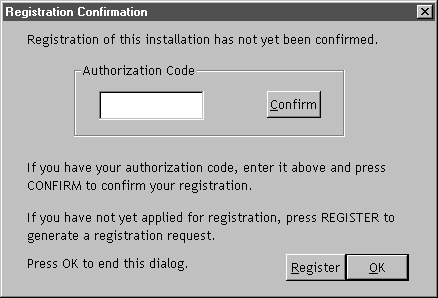 Registration Confirmation
Registration of this installation has not yet been confirmed.
Authorization Code
Confirm
If you have your authorization code, enter it above and press
CONFIRM to confirm your registration.
If you have not yet applied for registration, press REGISTER to
generate a registration request.
Press OK to end this dialog.
Register
OK